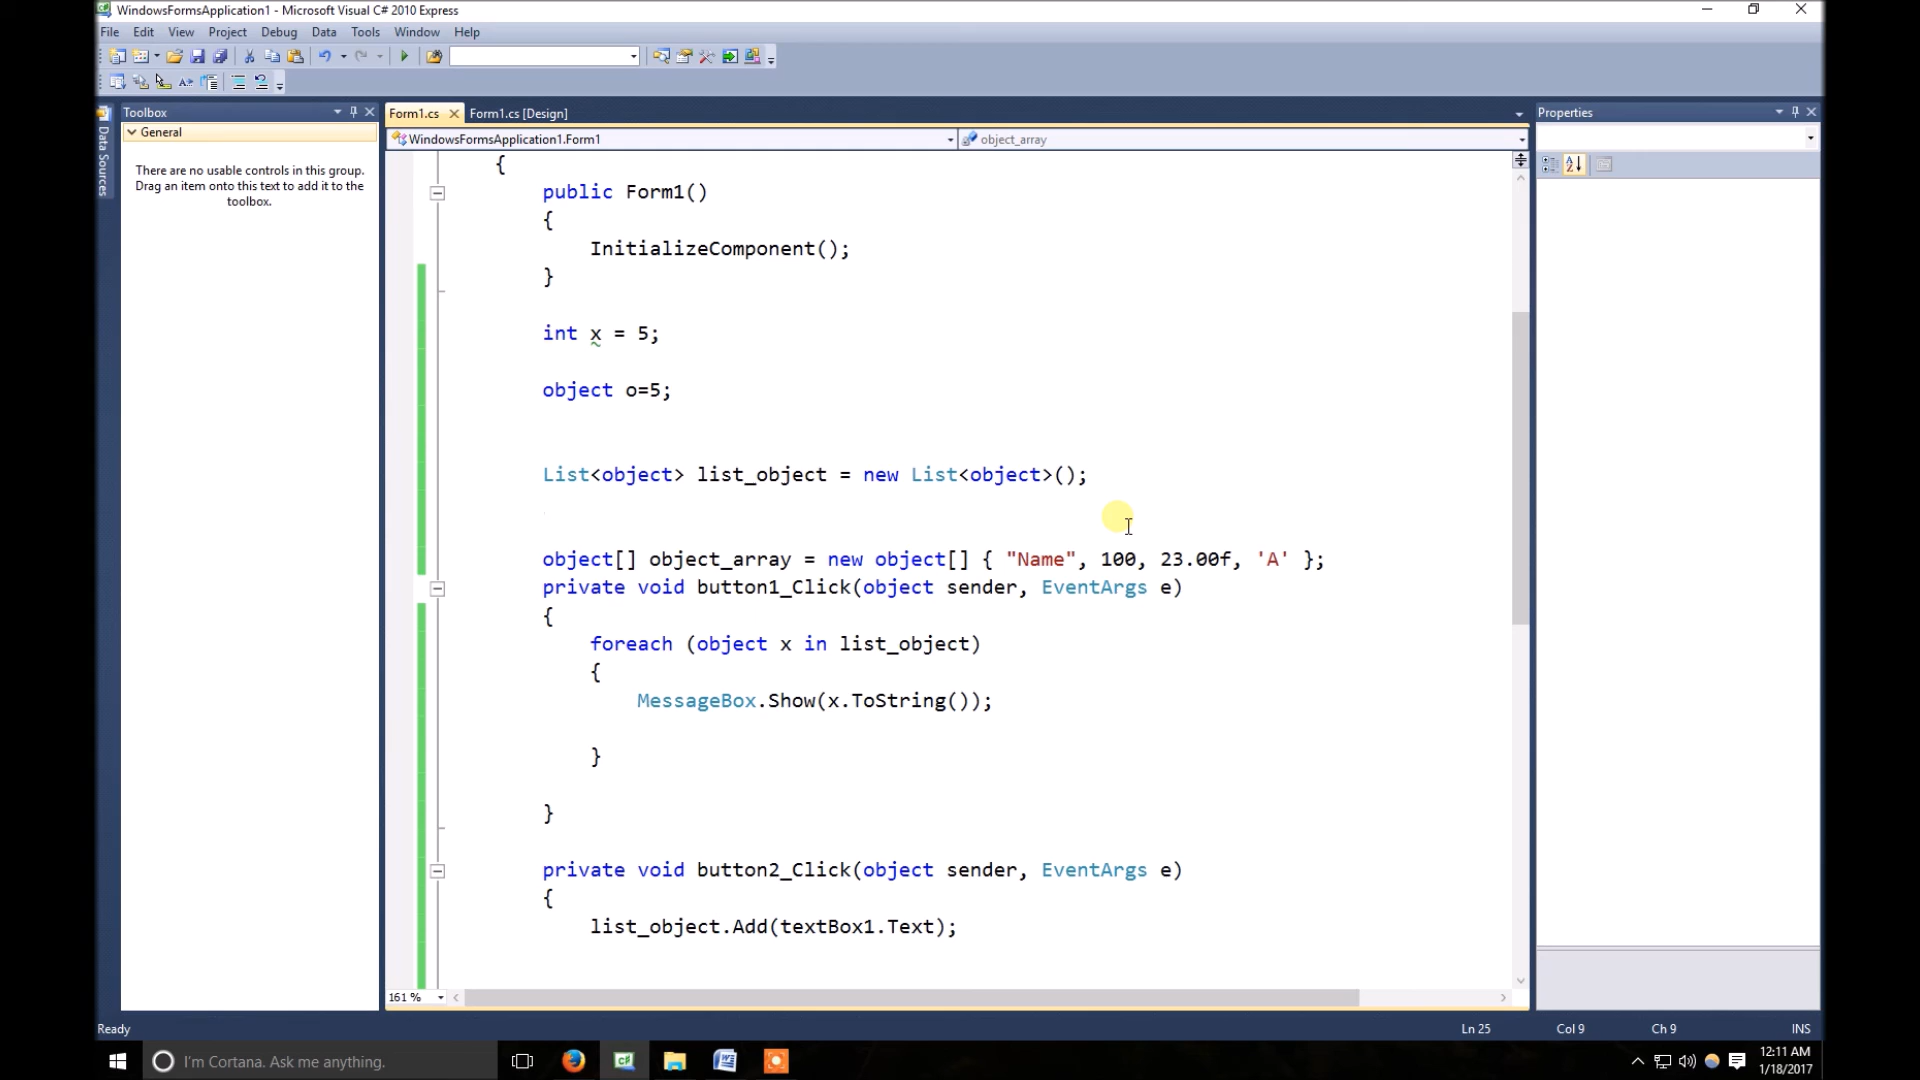 WindowsFormsApplication1 - Microsoft Visual C# 2010 Express
File Edit View Project Debug Data Tools Window Help
Data Sources
Toolbox
General
There are no usable controls in this group.
Drag an item onto this text to add it to the
toolbox.
Form1.cs Form1.cs [Design]
WindowsFormsApplication1.Form1 object_array
{
public Form1()
{
InitializeComponent();
}
int x = 5;
object o=5;
List<object> list_object = new List<object>();
object[] object_array = new object[] { "Name", 100, 23.00f, 'A' };
private void button1_Click(object sender, EventArgs e)
{
foreach (object x in list_object)
{
MessageBox.Show(x.ToString());
}
}
private void button2_Click(object sender, EventArgs e)
{
list_object.Add(textBox1.Text);
161 %
Properties
Ready Ln 25 Col 9 Ch 9 INS
I'm Cortana. Ask me anything.
12:11 AM
1/18/2017